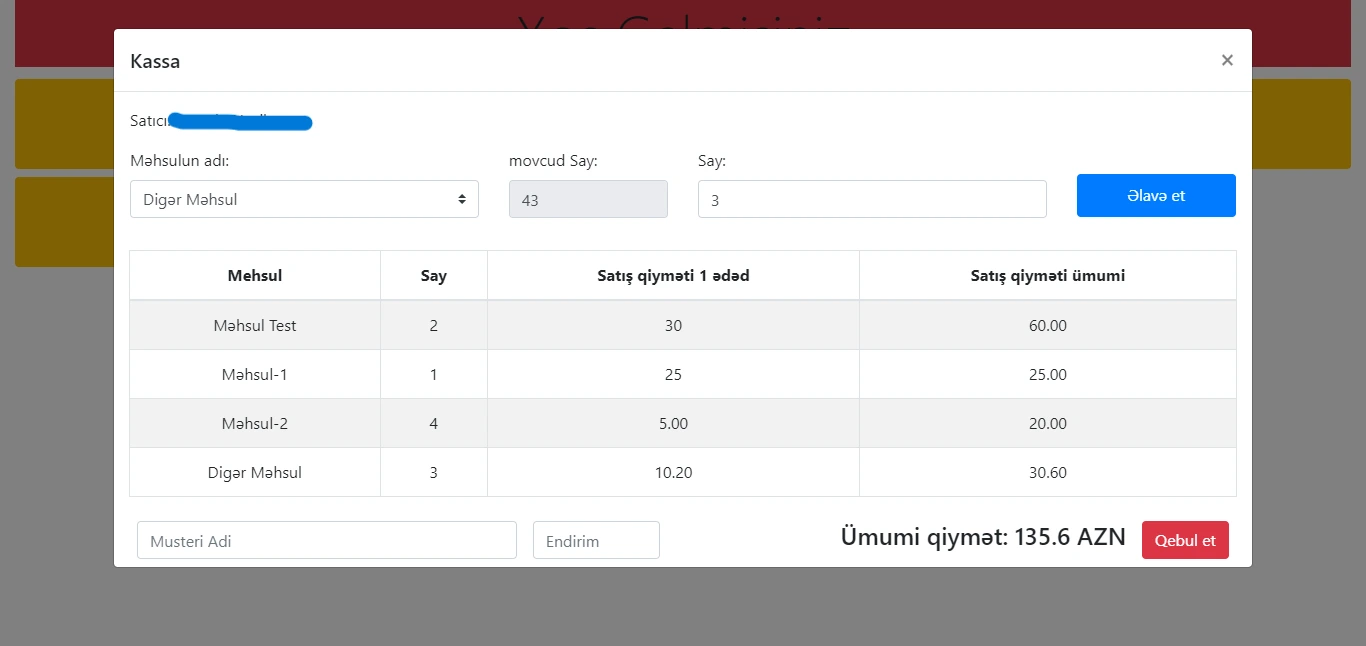 Kassa ×
Satıcı:
Məhsulun adı: movcud Say: Say:
Digər Məhsul 43 3 Əlavə et
Mehsul Say Satış qiyməti 1 ədəd Satış qiyməti ümumi
Məhsul Test 2 30 60.00
Məhsul-1 1 25 25.00
Məhsul-2 4 5.00 20.00
Digər Məhsul 3 10.20 30.60
Musteri Adi Endirim Ümumi qiymət: 135.6 AZN Qebul et